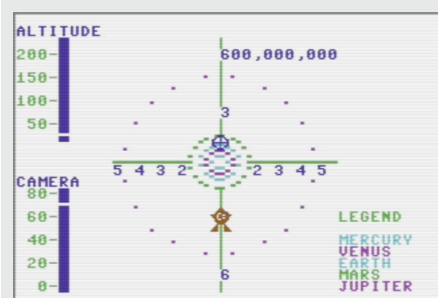 ALTITUDE
200-
600,000,000
150-
100-
50-
3
5 4 3 2
2 3 4 5
CAMERA
80-
60-
LEGEND
40-
MERCURY
VENUS
20-
EARTH
6
MARS
0-
JUPITER